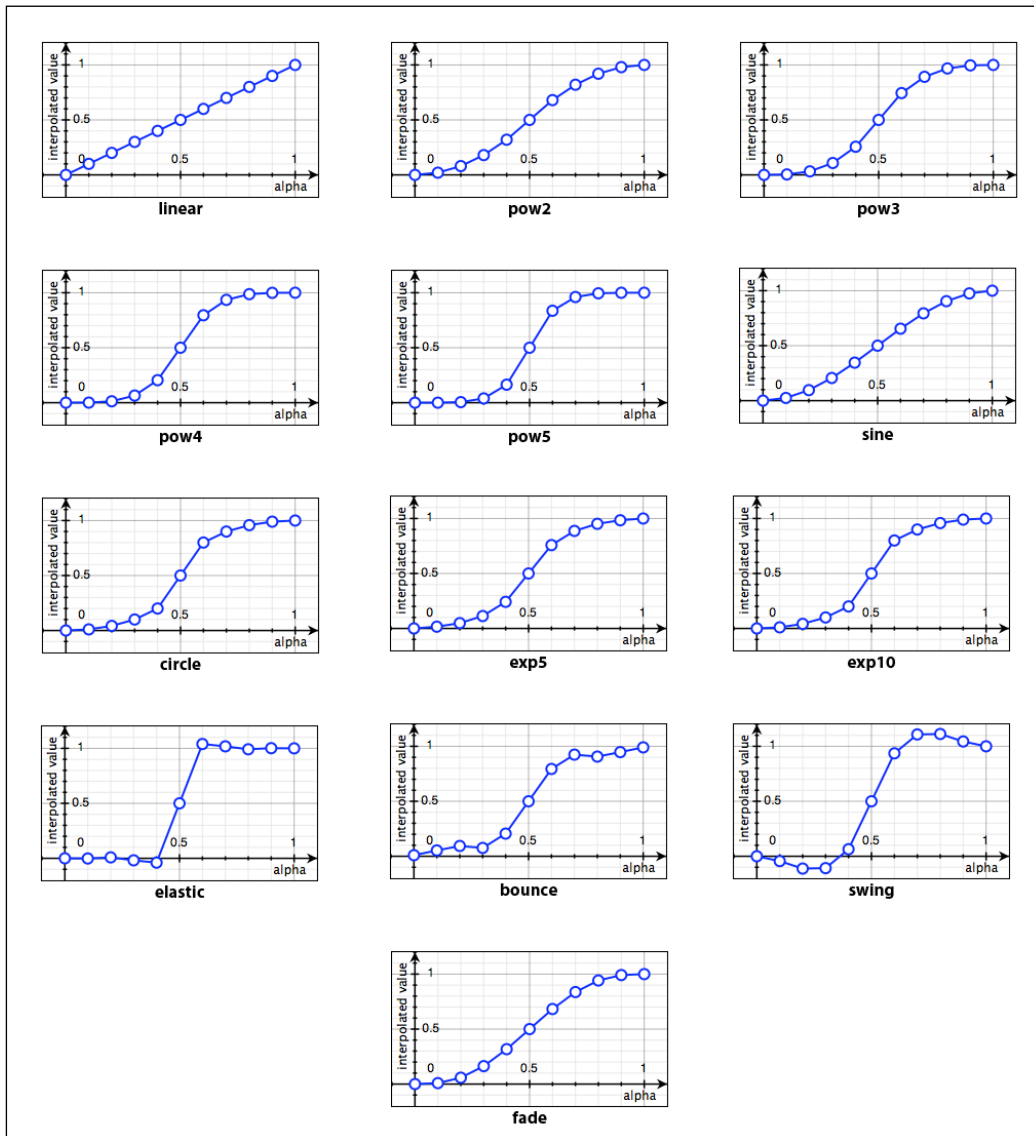 interpolated value
1
0.5
0 0.5 1
alpha
linear
interpolated value
1
0.5
0 0.5 1
alpha
pow2
interpolated value
1
0.5
0 0.5 1
alpha
pow3
interpolated value
1
0.5
0 0.5 1
alpha
pow4
interpolated value
1
0.5
0 0.5 1
alpha
pow5
interpolated value
1
0.5
0 0.5 1
alpha
sine
interpolated value
1
0.5
0 0.5 1
alpha
circle
interpolated value
1
0.5
0 0.5 1
alpha
exp5
interpolated value
1
0.5
0 0.5 1
alpha
exp10
interpolated value
1
0.5
0 0.5 1
alpha
elastic
interpolated value
1
0.5
0 0.5 1
alpha
bounce
interpolated value
1
0.5
0 0.5 1
alpha
swing
interpolated value
1
0.5
0 0.5 1
alpha
fade